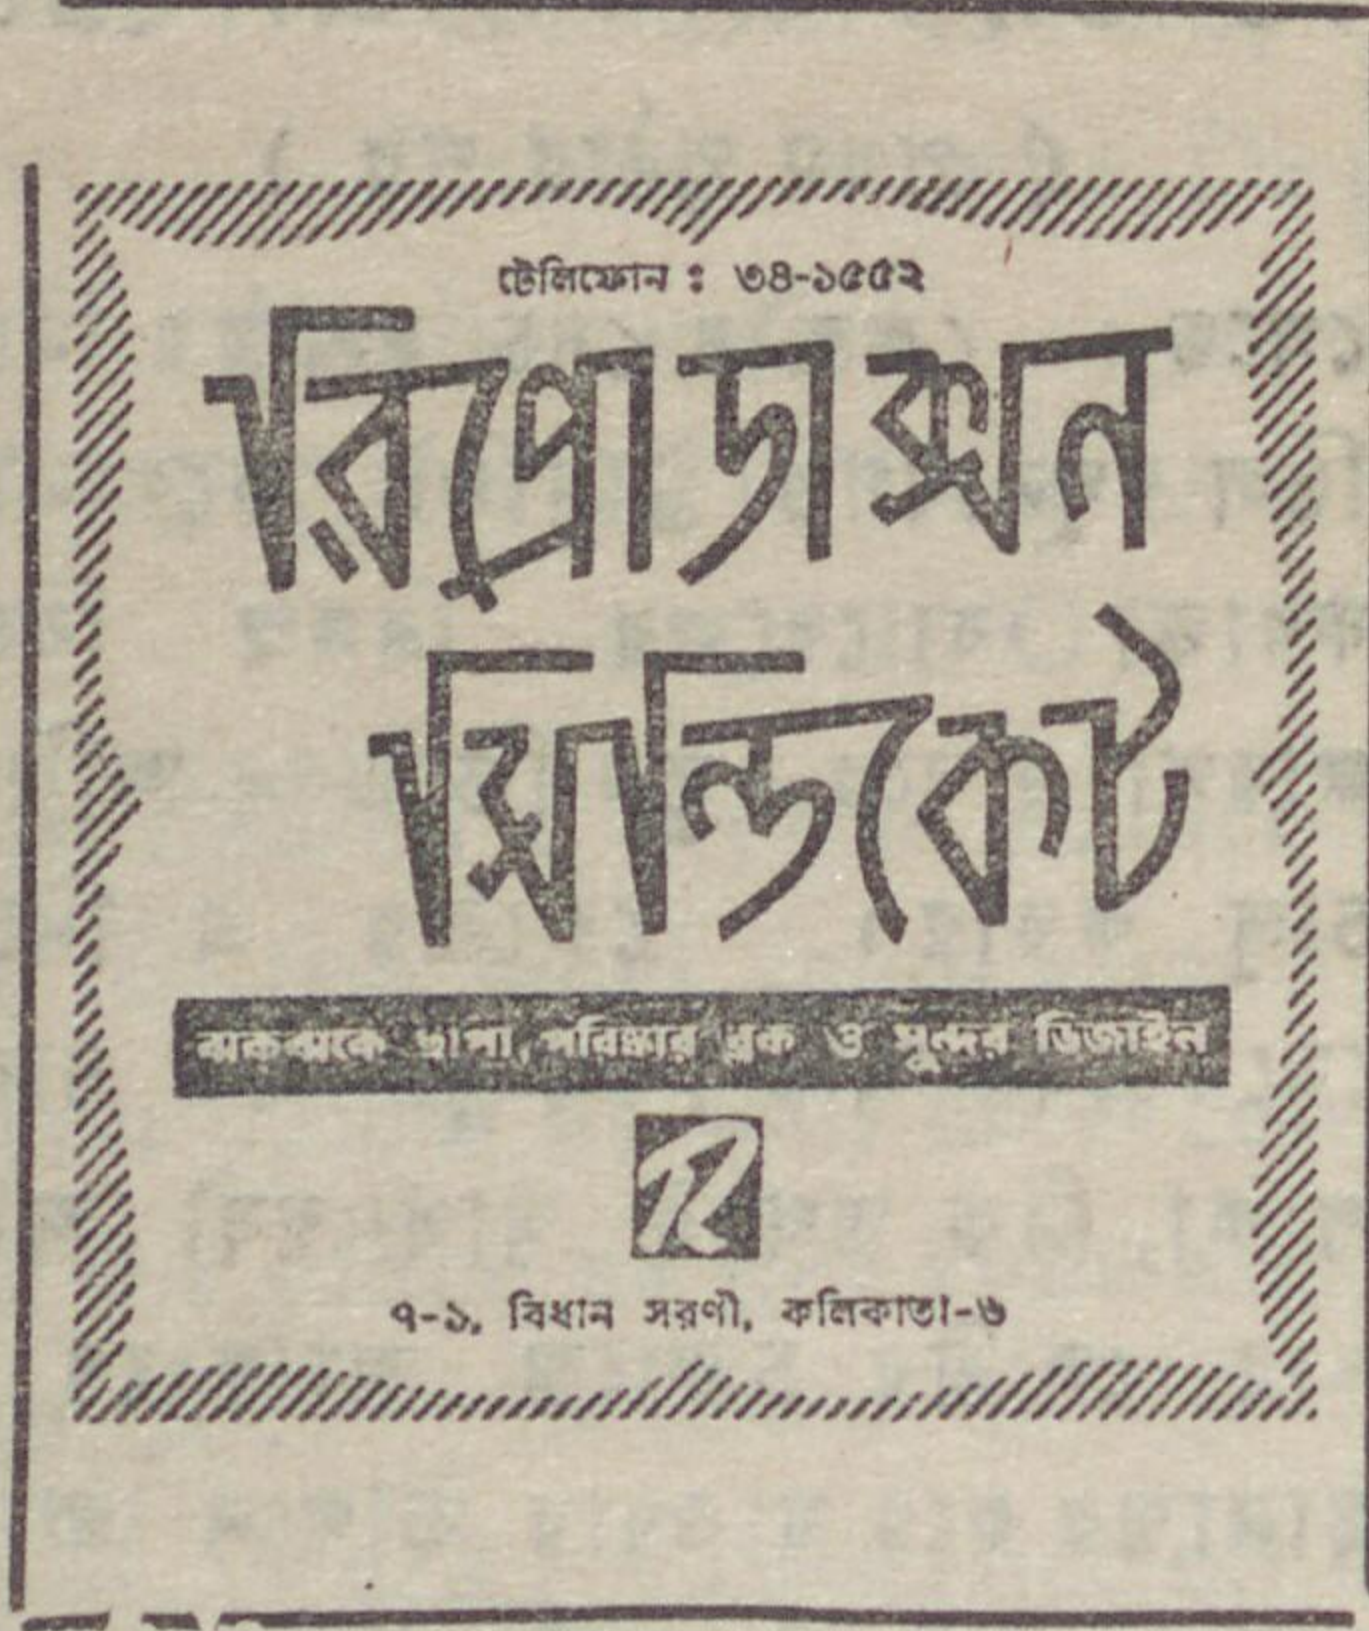 টেলিফোন : ৩৪-১৫৫২
রিপ্রোডাক্সন
সিন্ডিকেট
ঝকঝকে ছাপা, পরিষ্কার ব্লক ও সুন্দর ডিজাইন
R
৭-১, বিধান সরণী, কলিকাতা-৬